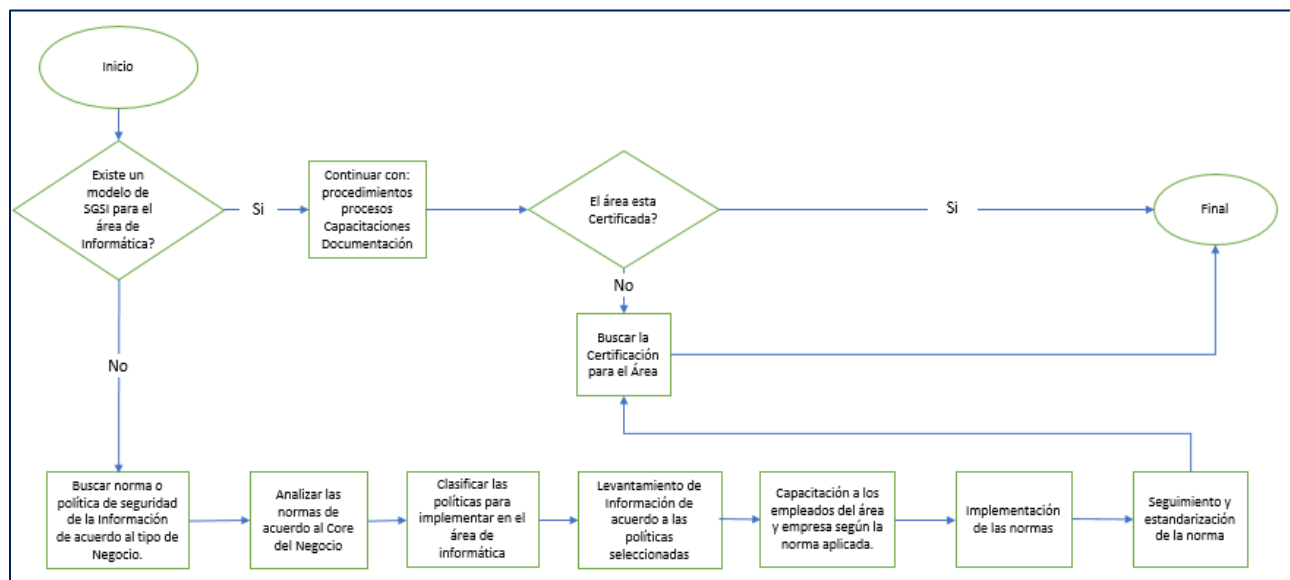 Inicio
Existe un
modelo de
SGSI para el
área de
Informática?
Si
Continuar con:
procedimientos
procesos
Capacitaciones
Documentación
El área esta
Certificada?
Si
Final
No
Buscar la
Certificación
para el Área
No
Buscar norma o
política de seguridad
de la Información
de acuerdo al tipo de
Negocio.
Analizar las
normas de
acuerdo al Core
del Negocio
Clasificar las
políticas para
implementar en el
área de
informática
Levantamiento de
Información de
acuerdo a las
políticas
seleccionadas
Capacitación a los
empleados del área
y empresa según la
norma aplicada.
Implementación
de las normas
Seguimiento y
estandarización
de la norma